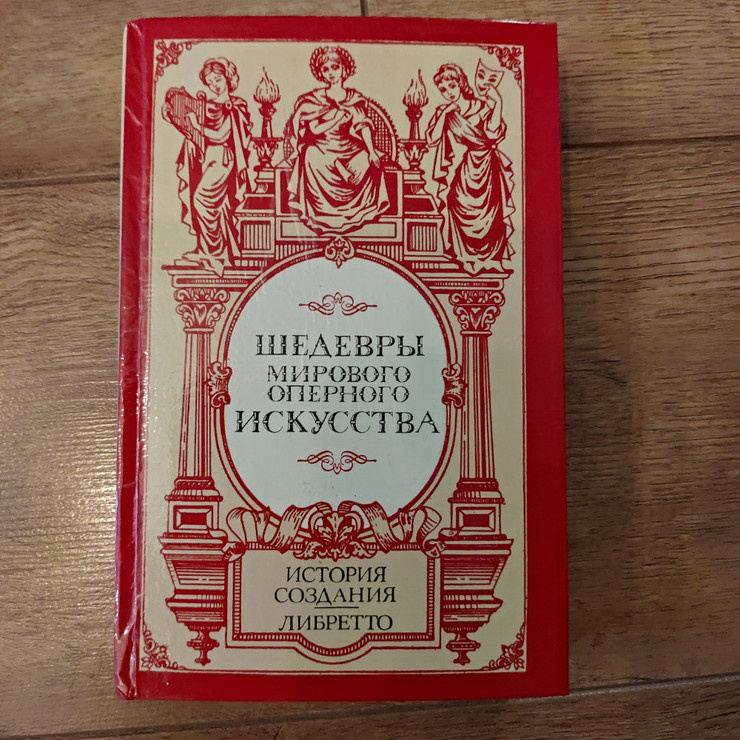 ШЕДЕВРЫ
МИРОВОГО
ОПЕРНОГО
ИСКУССТВА
ИСТОРИЯ
СОЗДАНИЯ
ЛИБРЕТТО